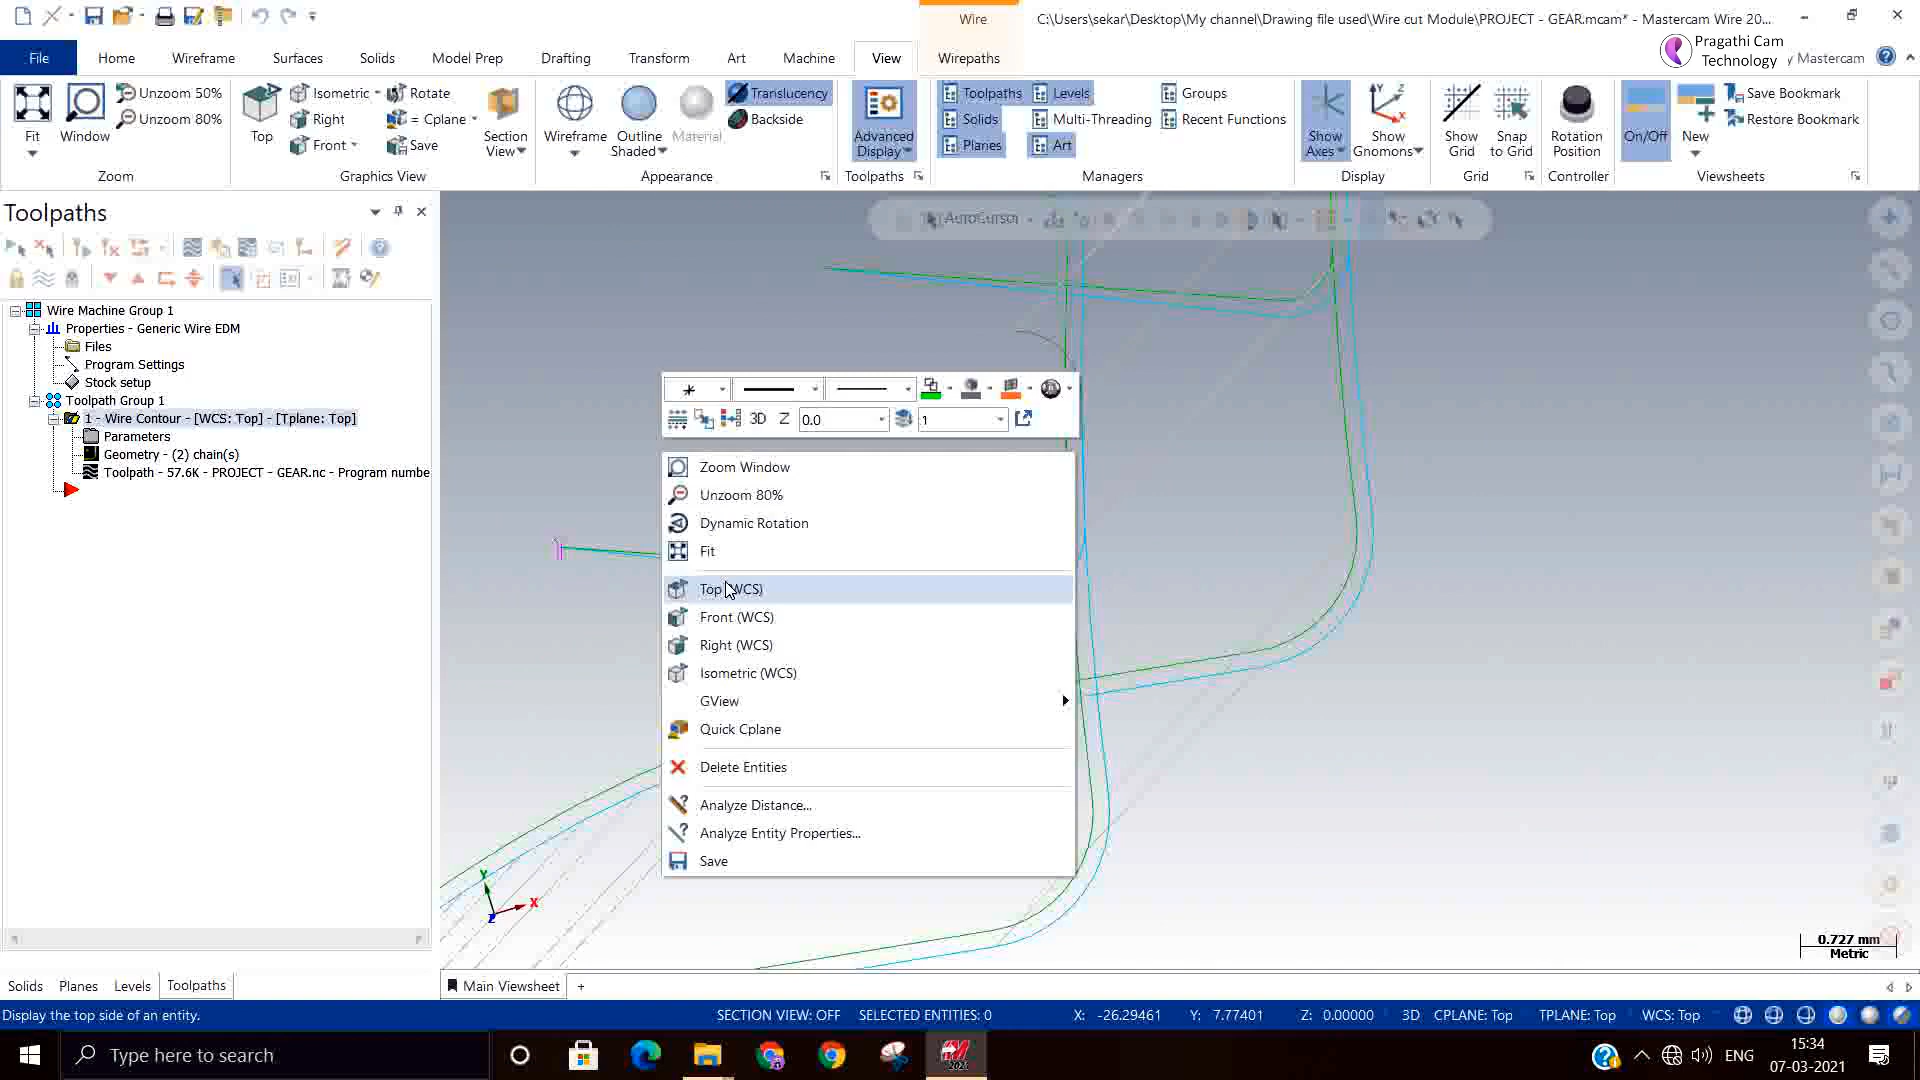 Wire
C:\Users\sekar\Desktop\My channel\Drawing file used\Wire cut Module\PROJECT - GEAR.mcam* - Mastercam Wire 20...
File
Home
Wireframe
Surfaces
Solids
Model Prep
Drafting
Transform
Art
Machine
View
Wirepaths
Pragathi Cam
Technology
y Mastercam
Fit
Window
Unzoom 50%
Unzoom 80%
Zoom
Top
Isometric
Right
Front
Rotate
= Cplane
Save
Section
View
Graphics View
Wireframe
Outline
Shaded
Material
Translucency
Backside
Appearance
Advanced
Display
Toolpaths
Toolpaths
Solids
Planes
Levels
Multi-Threading
Art
Groups
Recent Functions
Managers
Show
Axes
Show
Gnomons
Display
Show
Grid
Snap
to Grid
Grid
Rotation
Position
Controller
On/Off
New
Save Bookmark
Restore Bookmark
Viewsheets
Toolpaths
Wire Machine Group 1
Properties - Generic Wire EDM
Files
Program Settings
Stock setup
Toolpath Group 1
1 - Wire Contour - [WCS: Top] - [Tplane: Top]
Parameters
Geometry - (2) chain(s)
Toolpath - 57.6K - PROJECT - GEAR.nc - Program numbe
AutoCursor
3D
Z
0.0
1
Zoom Window
Unzoom 80%
Dynamic Rotation
Fit
Top (WCS)
Front (WCS)
Right (WCS)
Isometric (WCS)
GView
Quick Cplane
Delete Entities
Analyze Distance...
Analyze Entity Properties...
Save
Y
X
Z
0.727 mm
Metric
Solids
Planes
Levels
Toolpaths
Main Viewsheet
+
Display the top side of an entity.
SECTION VIEW: OFF
SELECTED ENTITIES: 0
X: -26.29461
Y: 7.77401
Z: 0.00000
3D
CPLANE: Top
TPLANE: Top
WCS: Top
Type here to search
2021
ENG
15:34
07-03-2021